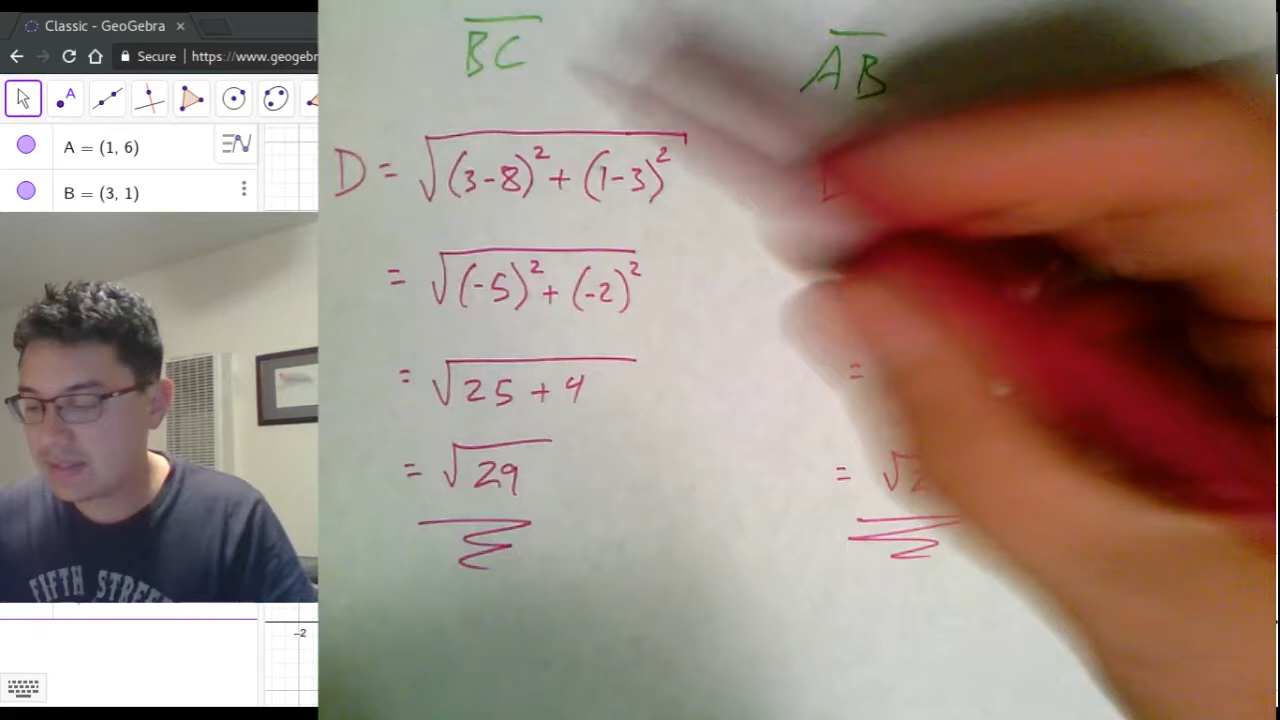 Classic - GeoGebra
Secure | https://www.geogebr
A
A = (1, 6)
B = (3, 1)
FIFTH STREE
-2
BC
D = √(3-8)² + (1-3)²
= √(-5)² + (-2)²
= √25 + 4
= √29
AB
=
= √2